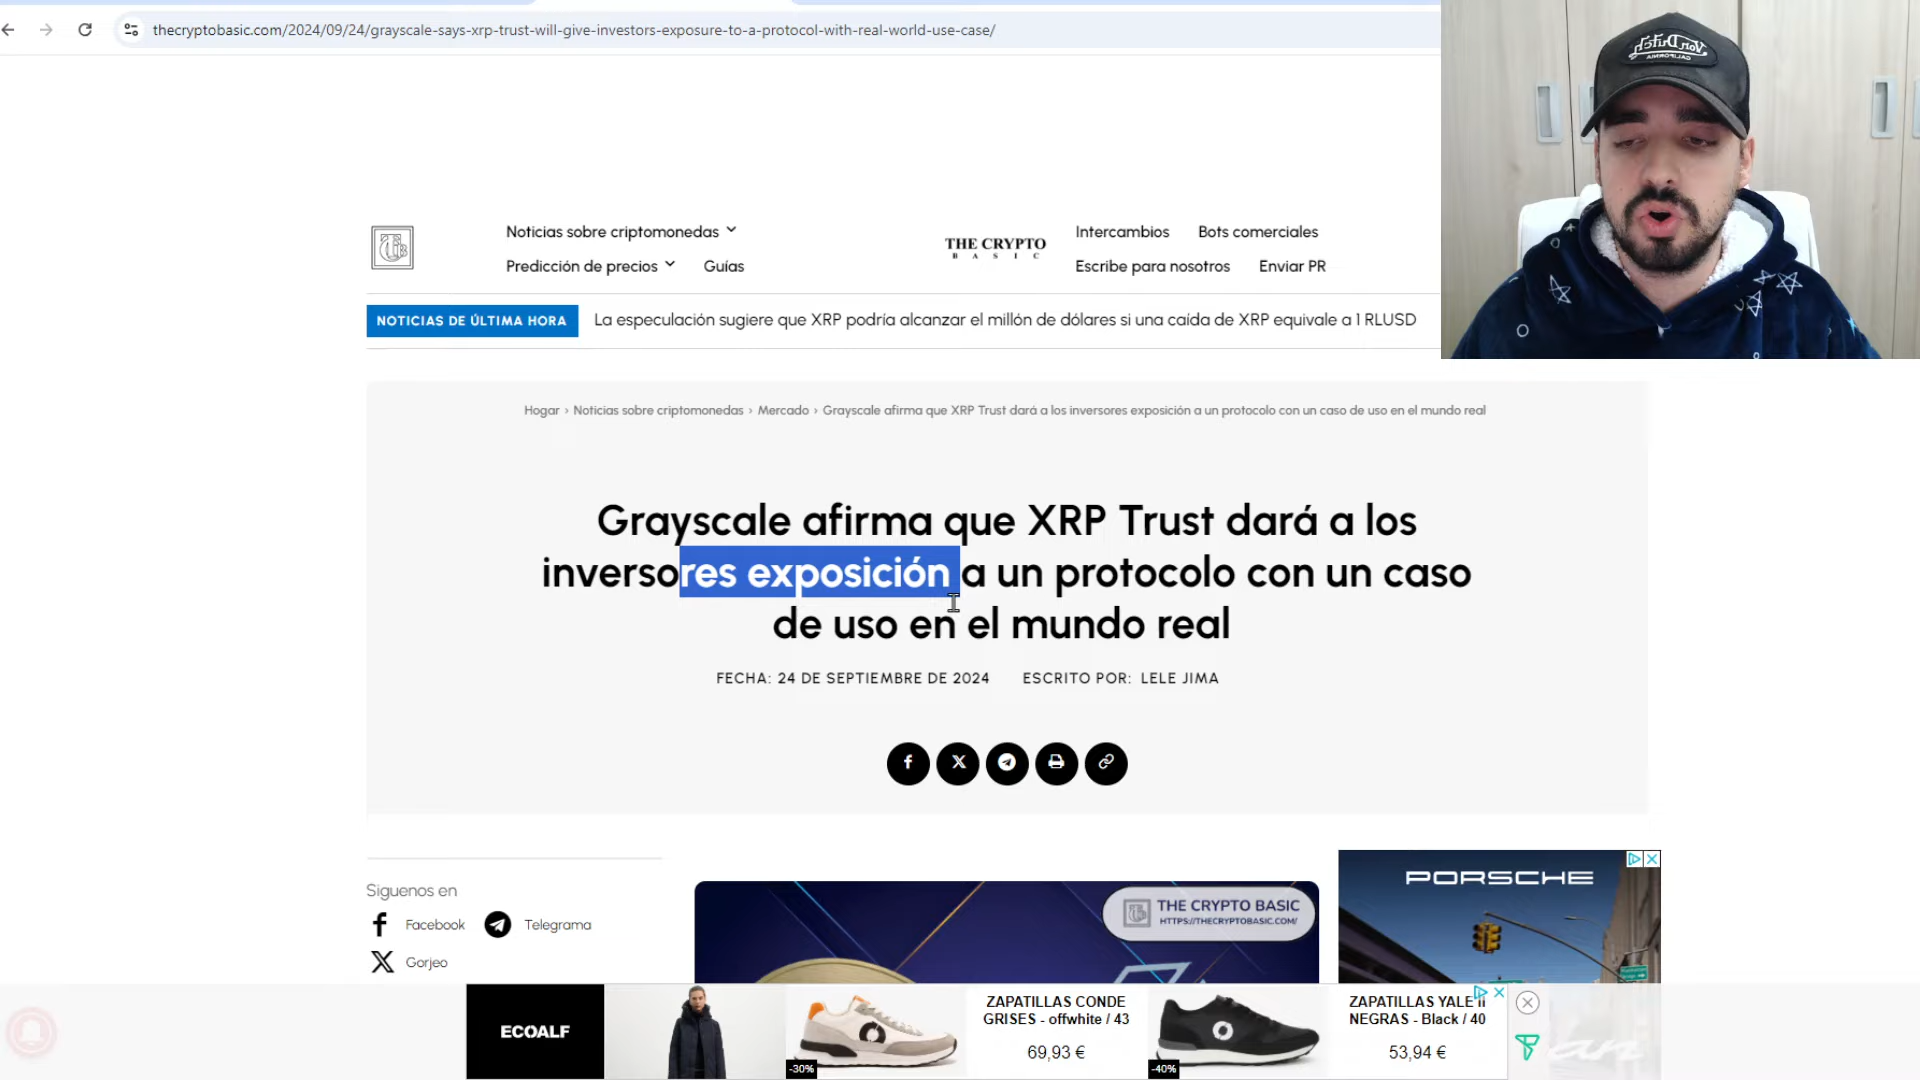 thecryptobasic.com/2024/09/24/grayscale-says-xrp-trust-will-give-investors-exposure-to-a-protocol-with-real-world-use-case/
Noticias sobre criptomonedas
Predicción de precios Guías
THE CRYPTO
BASIC
Intercambios Bots comerciales
Escribe para nosotros Enviar PR
NOTICIAS DE ÚLTIMA HORA La especulación sugiere que XRP podría alcanzar el millón de dólares si una caída de XRP equivale a 1 RLUSD
Hogar › Noticias sobre criptomonedas › Mercado › Grayscale afirma que XRP Trust dará a los inversores exposición a un protocolo con un caso de uso en el mundo real
Grayscale afirma que XRP Trust dará a los
inversores exposición a un protocolo con un caso
de uso en el mundo real
FECHA: 24 DE SEPTIEMBRE DE 2024 ESCRITO POR: LELE JIMA
Siguenos en
Facebook Telegrama
Gorjeo
THE CRYPTO BASIC
HTTPS://THECRYPTOBASIC.COM/
PORSCHE
ECOALF
-30%
ZAPATILLAS CONDE
GRISES - offwhite / 43
69,93 €
-40%
ZAPATILLAS YALE II
NEGRAS - Black / 40
53,94 €
Von Dutch
CALIFORNIA